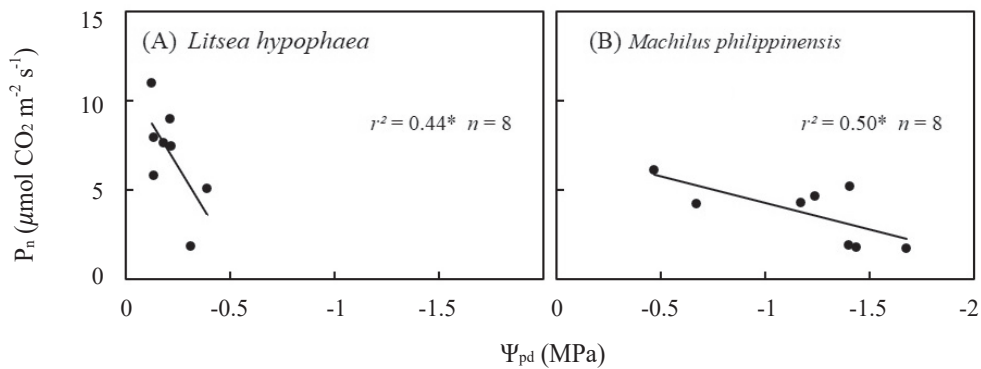 15
10
5
0
Pn (μmol CO2 m-2 s-1)
(A) Litsea hypophaea
r² = 0.44* n = 8
(B) Machilus philippinensis
r² = 0.50* n = 8
0 -0.5 -1 -1.5
0 -0.5 -1 -1.5 -2
Ψpd (MPa)